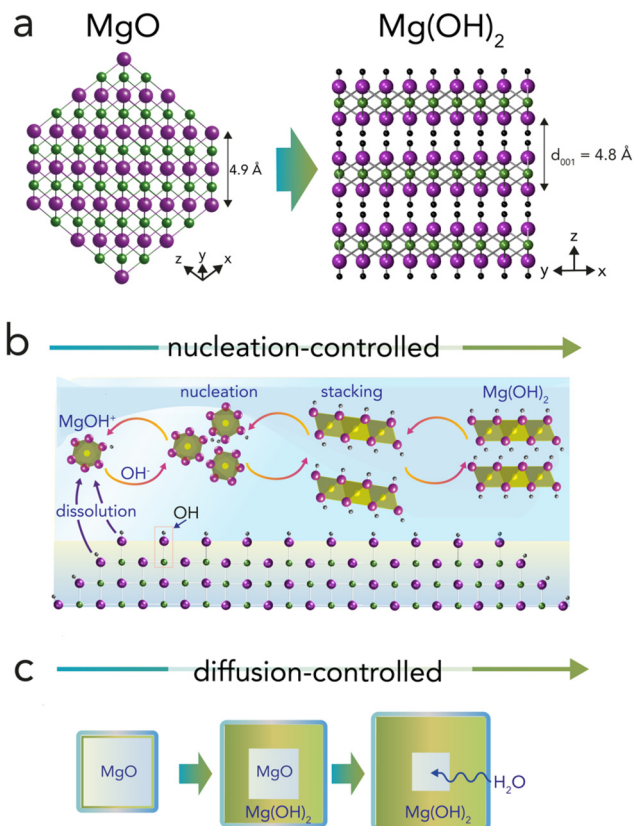 a
MgO
Mg(OH)₂
4.9 Å
d₀₀₁ = 4.8 Å
z
y
x
z
y
x
b
nucleation-controlled
nucleation
stacking
Mg(OH)₂
MgOH⁺
OH⁻
dissolution
OH
c
diffusion-controlled
MgO
MgO
Mg(OH)₂
H₂O
Mg(OH)₂